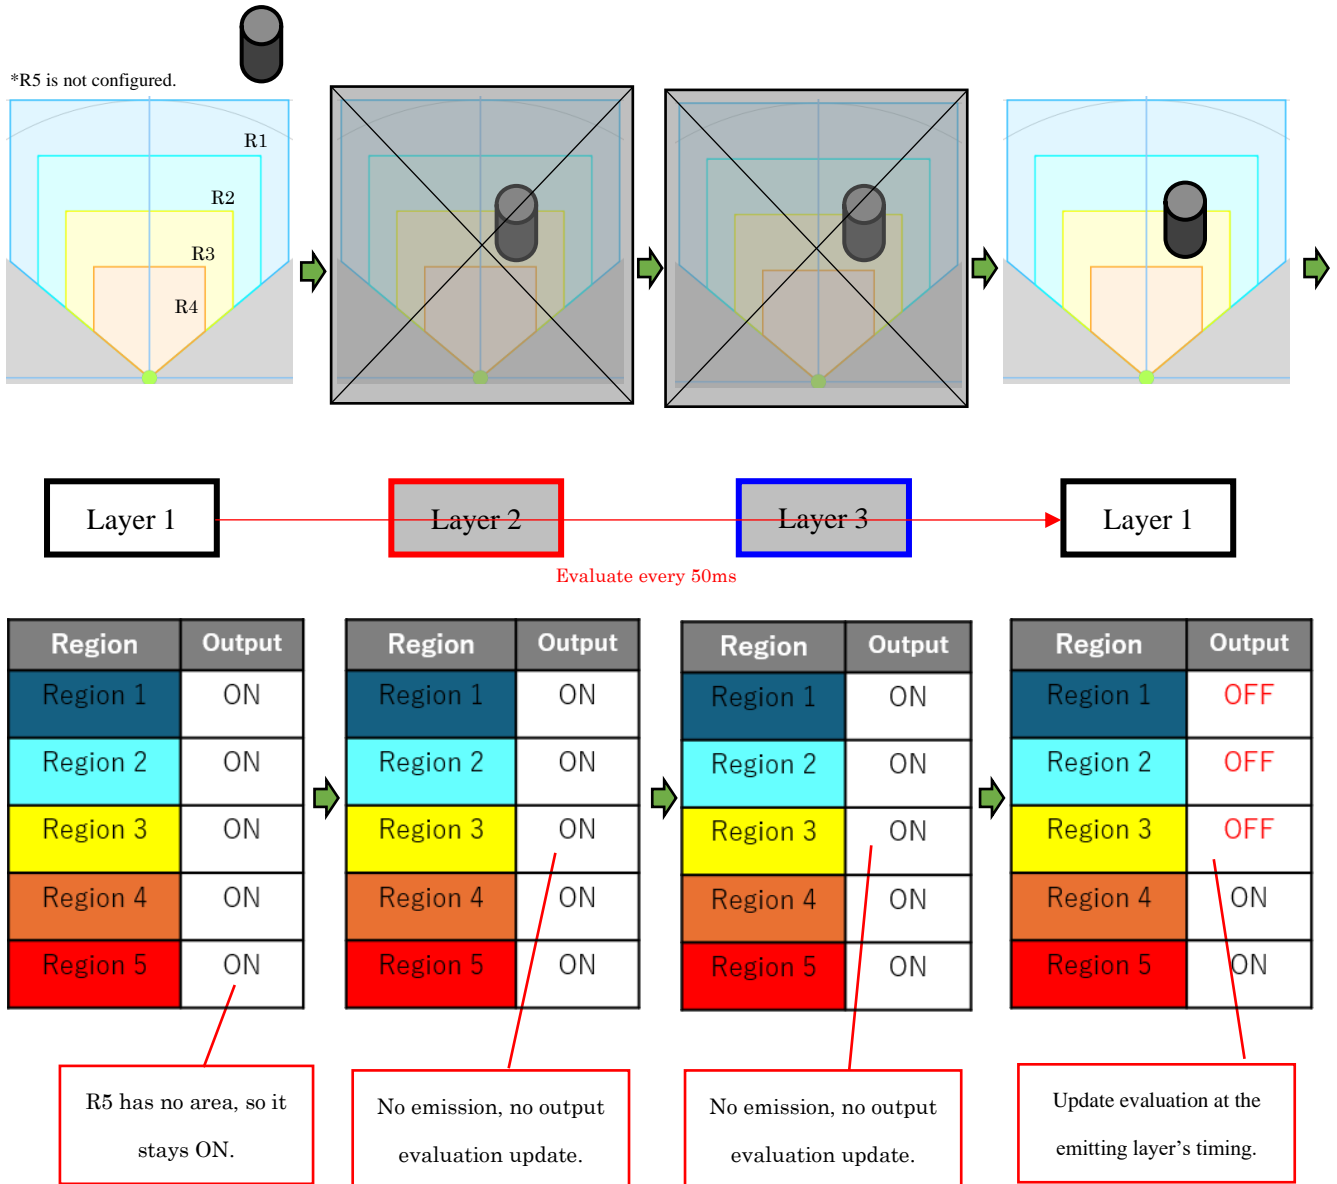 *R5 is not configured.
R1
R2
R3
R4
Layer 1
Layer 2
Layer 3
Layer 1
Evaluate every 50ms
Region Output
Region 1 ON
Region 2 ON
Region 3 ON
Region 4 ON
Region 5 ON
Region Output
Region 1 ON
Region 2 ON
Region 3 ON
Region 4 ON
Region 5 ON
Region Output
Region 1 ON
Region 2 ON
Region 3 ON
Region 4 ON
Region 5 ON
Region Output
Region 1 OFF
Region 2 OFF
Region 3 OFF
Region 4 ON
Region 5 ON
R5 has no area, so it
stays ON.
No emission, no output
evaluation update.
No emission, no output
evaluation update.
Update evaluation at the
emitting layer's timing.